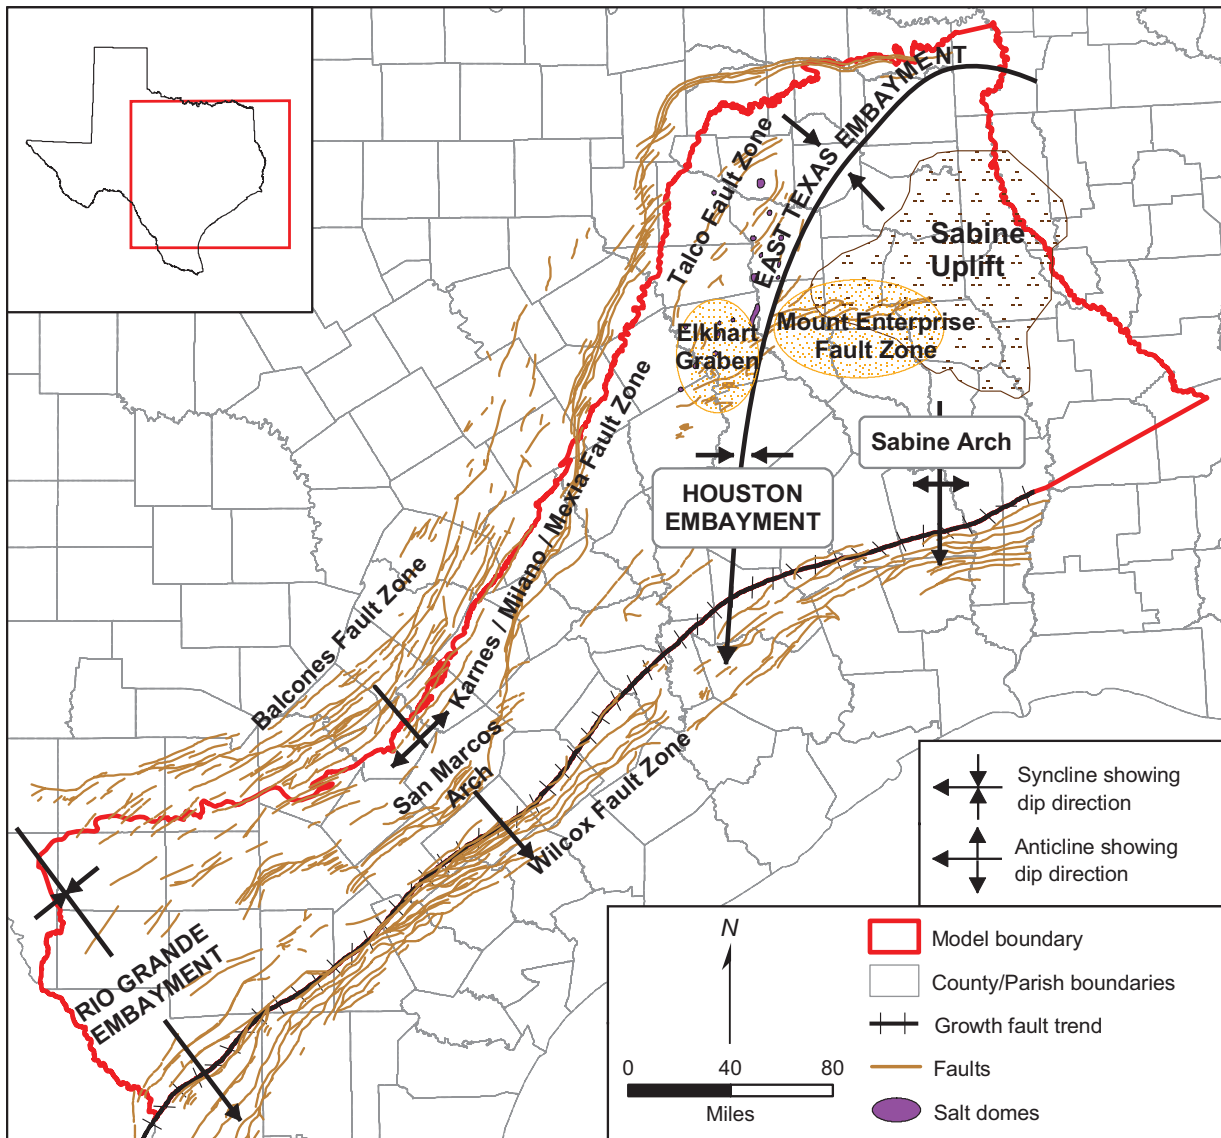 EAST TEXAS EMBAYMENT
Talco Fault Zone
Sabine
Uplift
Elkhart
Graben
Mount Enterprise
Fault Zone
Sabine Arch
HOUSTON
EMBAYMENT
Karnes / Milano / Mexia Fault Zone
Balcones Fault Zone
San Marcos
Arch
Wilcox Fault Zone
RIO GRANDE
EMBAYMENT
Syncline showing
dip direction
Anticline showing
dip direction
N
0 40 80
Miles
Model boundary
County/Parish boundaries
Growth fault trend
Faults
Salt domes